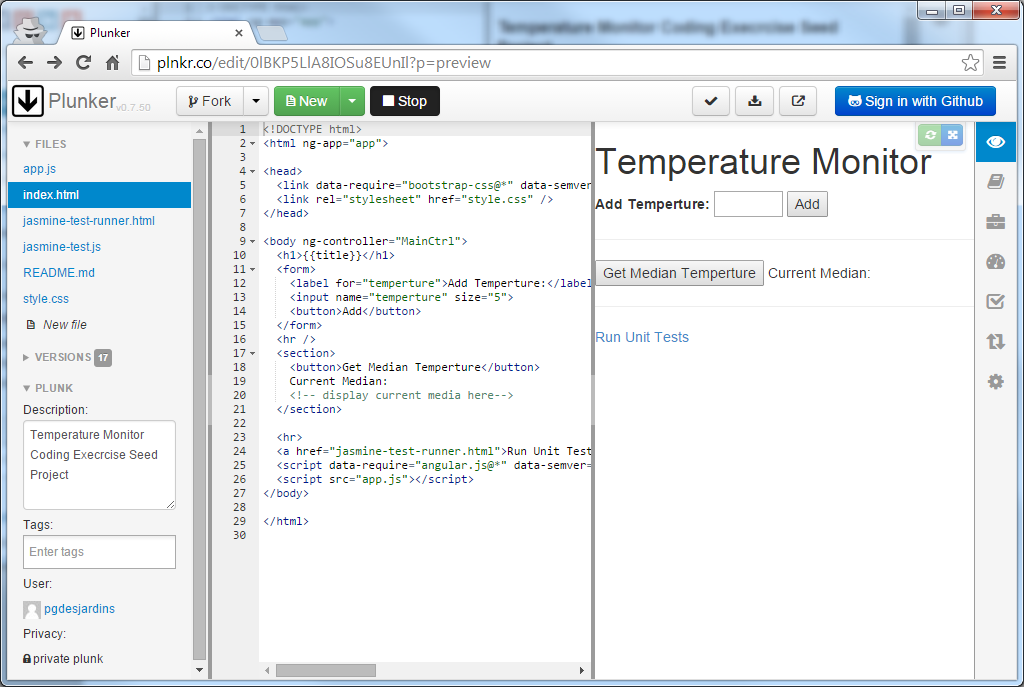 Temperature Monitor Coding Execrcise Seed
Plunker
plnkr.co/edit/0lBKP5LlA8IOSu8EUnIl?p=preview
Plunker v0.7.50
Fork
New
Stop
Sign in with Github
FILES
app.js
index.html
jasmine-test-runner.html
jasmine-test.js
README.md
style.css
New file
VERSIONS 17
PLUNK
Description:
Temperature Monitor
Coding Execrcise Seed
Project
Tags:
Enter tags
User:
pgdesjardins
Privacy:
private plunk
1 <!DOCTYPE html>
2 <html ng-app="app">
3
4 <head>
5 <link data-require="bootstrap-css@*" data-semver
6 <link rel="stylesheet" href="style.css" />
7 </head>
8
9 <body ng-controller="MainCtrl">
10 <h1>{{title}}</h1>
11 <form>
12 <label for="temperture">Add Temperture:</label
13 <input name="temperture" size="5">
14 <button>Add</button>
15 </form>
16 <hr />
17 <section>
18 <button>Get Median Temperture</button>
19 Current Median:
20 <!-- display current media here-->
21 </section>
22
23 <hr>
24 <a href="jasmine-test-runner.html">Run Unit Test
25 <script data-require="angular.js@*" data-semver=
26 <script src="app.js"></script>
27 </body>
28
29 </html>
30
Temperature Monitor
Add Temperture:
Add
Get Median Temperture Current Median:
Run Unit Tests